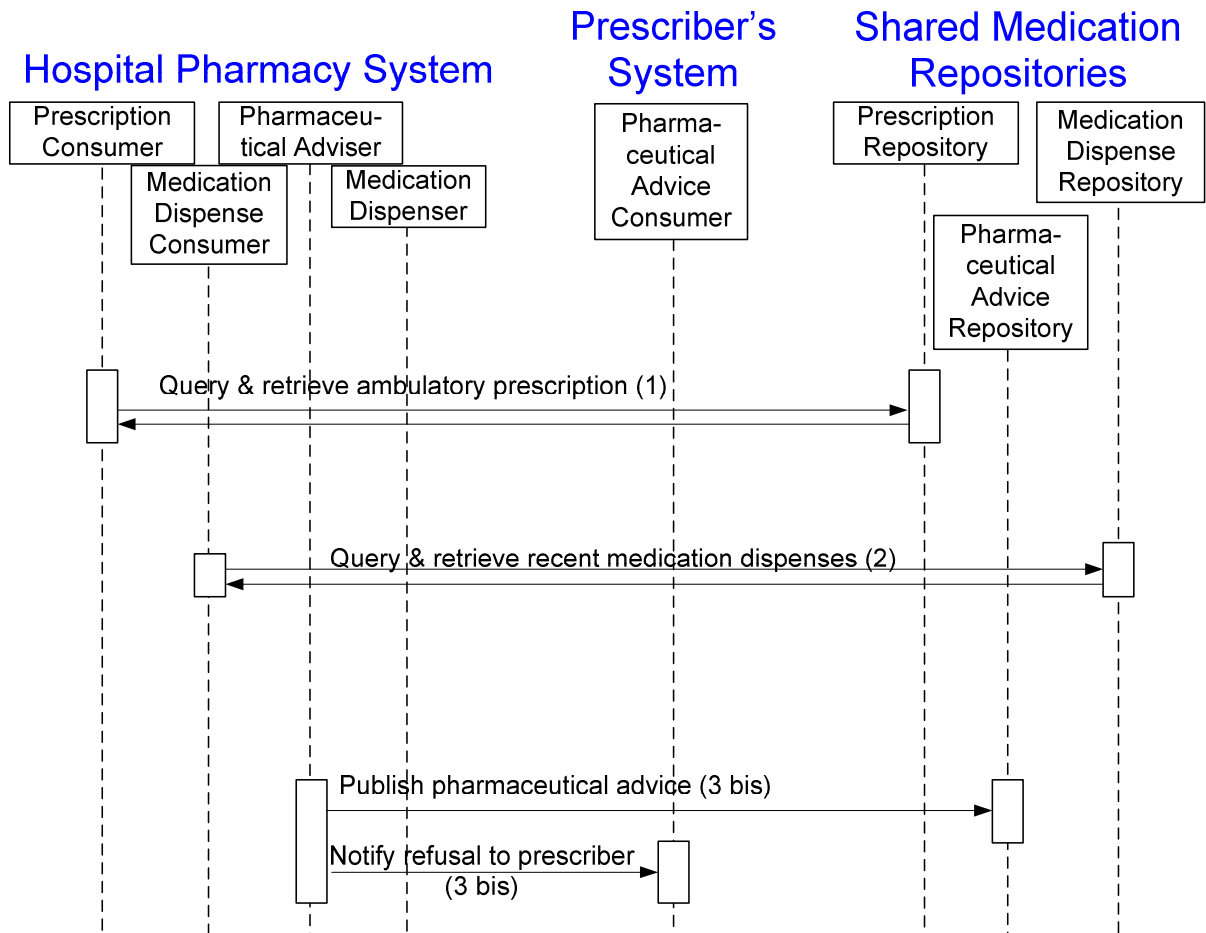 Hospital Pharmacy System
Prescriber’s
System
Shared Medication
Repositories
Prescription
Consumer
Medication
Dispense
Consumer
Pharmaceu-
tical Adviser
Medication
Dispenser
Pharma-
ceutical
Advice
Consumer
Prescription
Repository
Pharma-
ceutical
Advice
Repository
Medication
Dispense
Repository
Query & retrieve ambulatory prescription (1)
Query & retrieve recent medication dispenses (2)
Publish pharmaceutical advice (3 bis)
Notify refusal to prescriber
(3 bis)